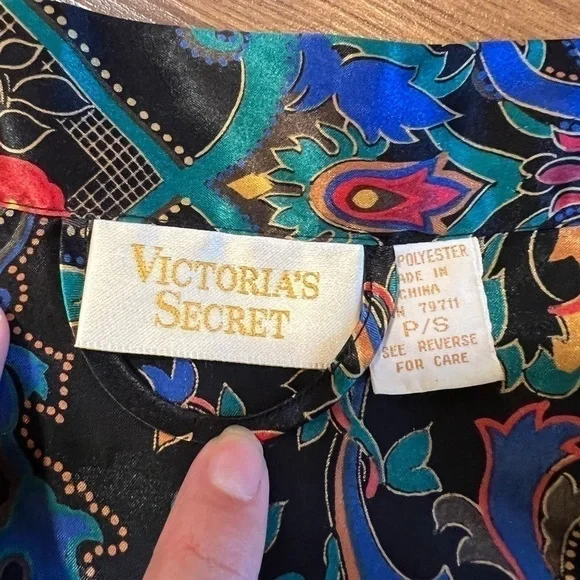 VICTORIA'S
SECRET
POLYESTER
ADE IN
CHINA
79711
P/S
SEE REVERSE
FOR CARE